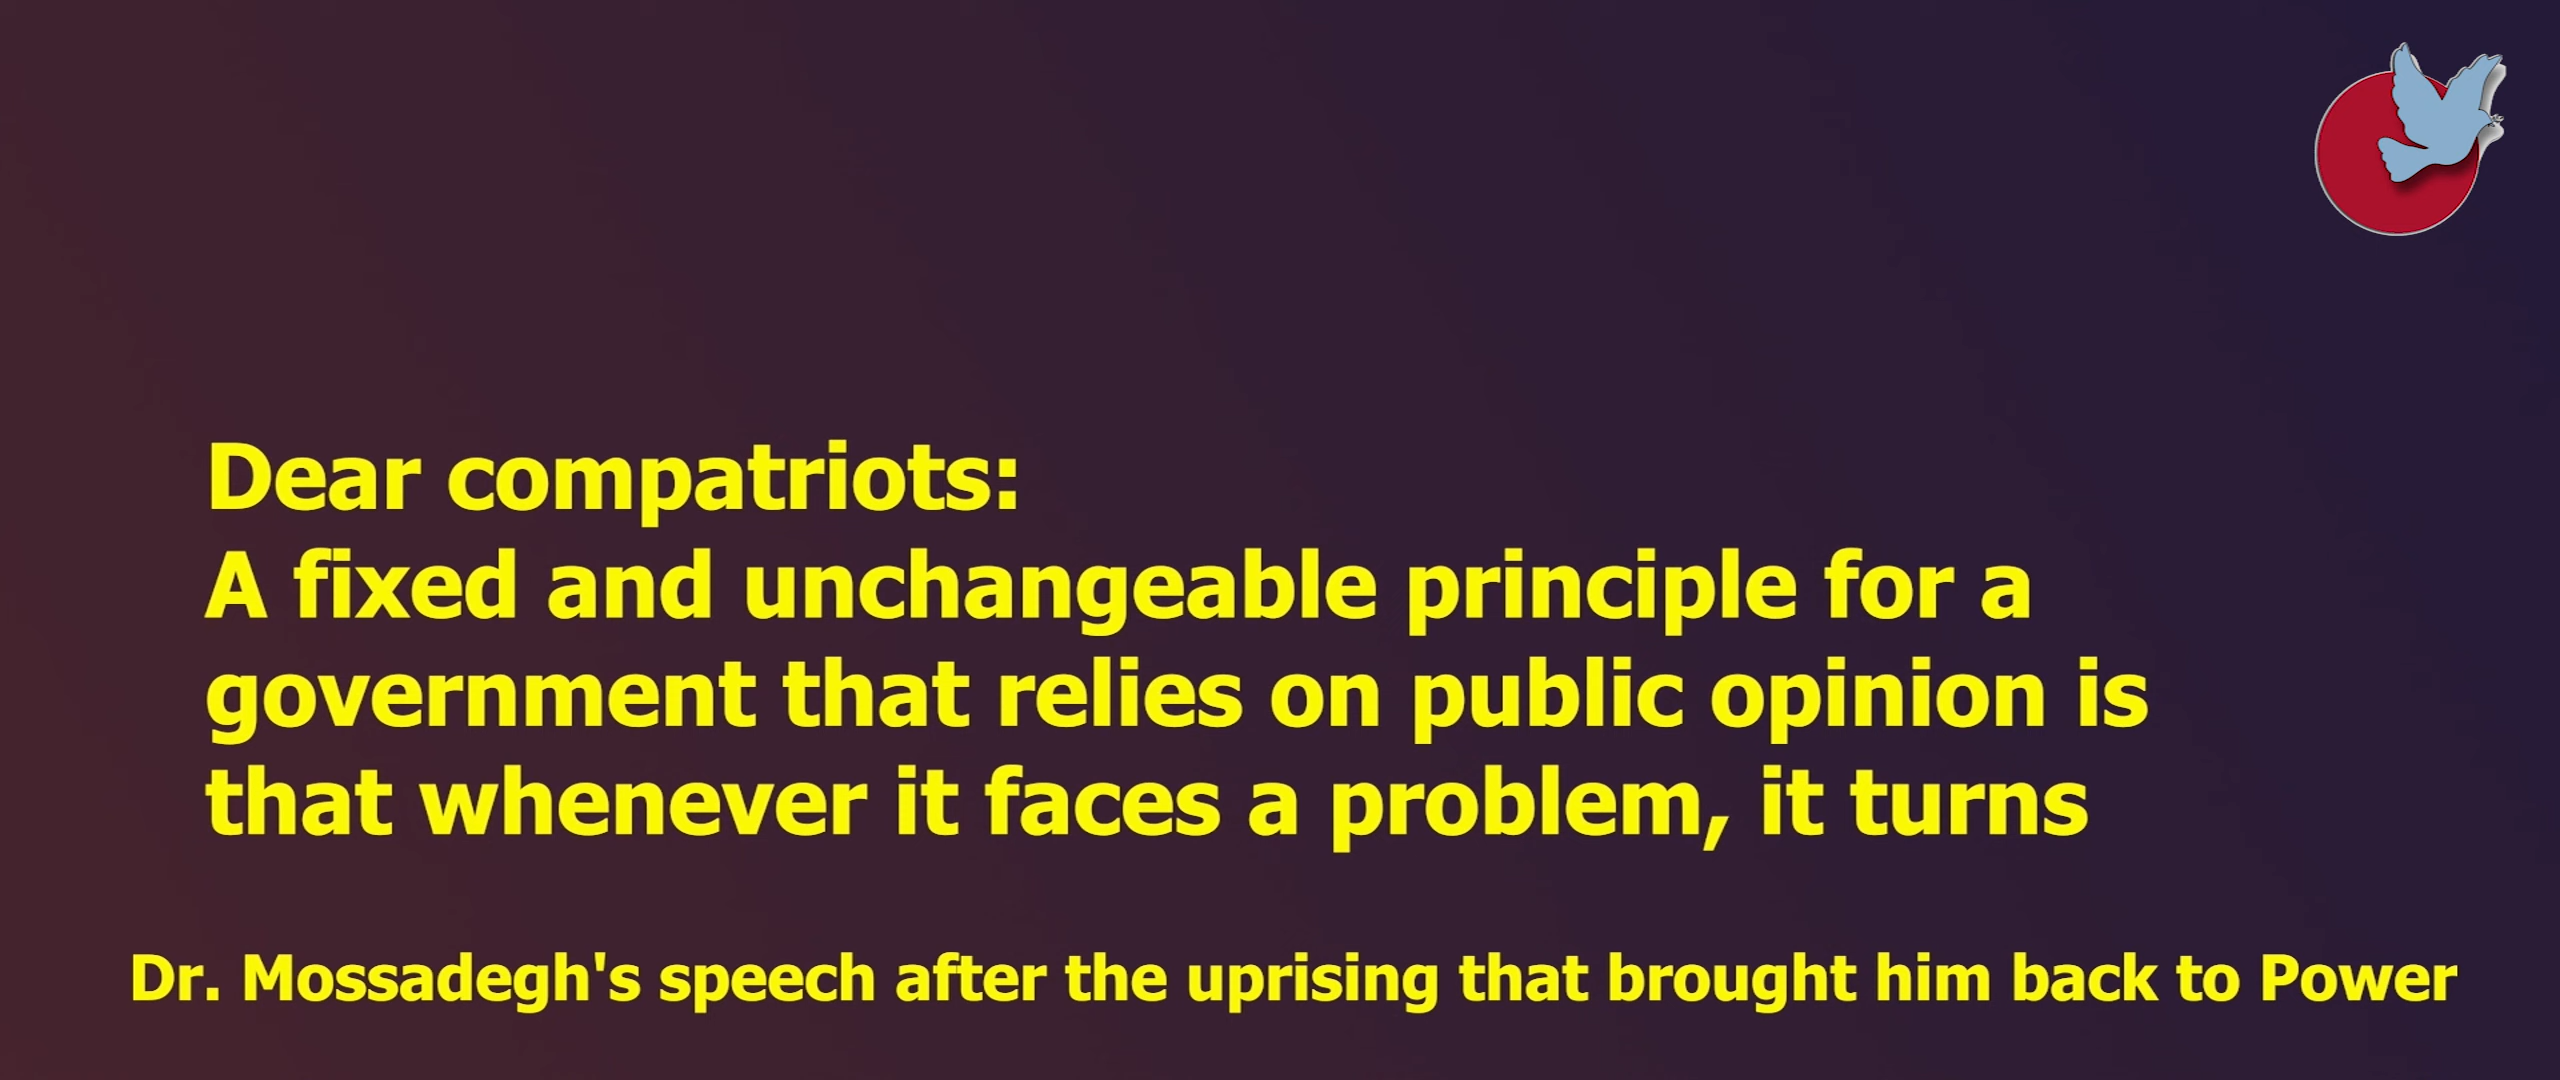 Dear compatriots:
A fixed and unchangeable principle for a
government that relies on public opinion is
that whenever it faces a problem, it turns
Dr. Mossadegh's speech after the uprising that brought him back to Power